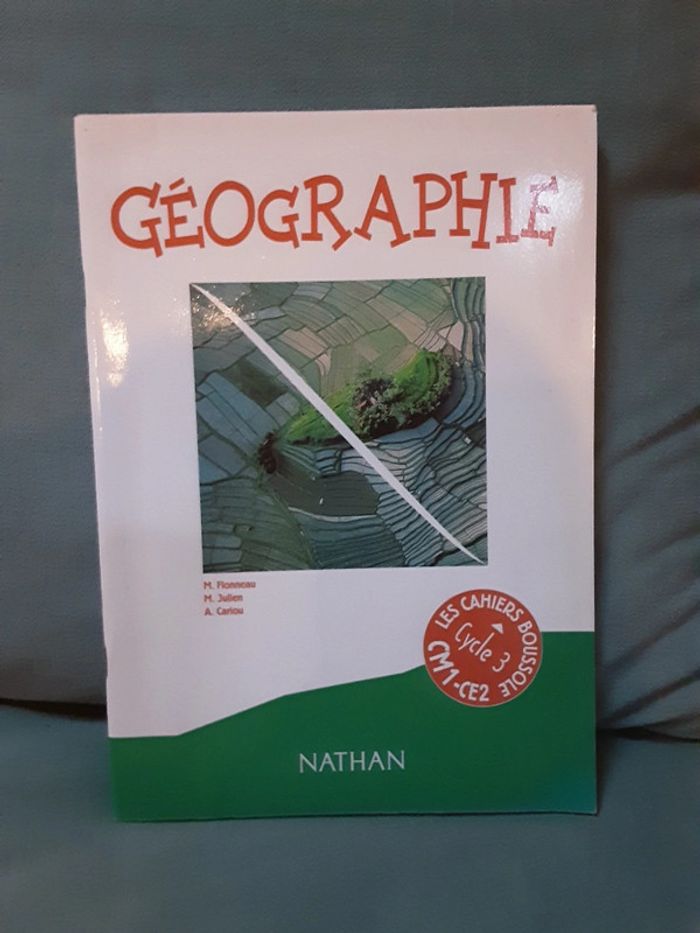 GÉOGRAPHIE
M. Flonneau
M. Julien
A. Cariou
LES CAHIERS BOUSSOLE
Cycle 3
CM1-CE2
NATHAN